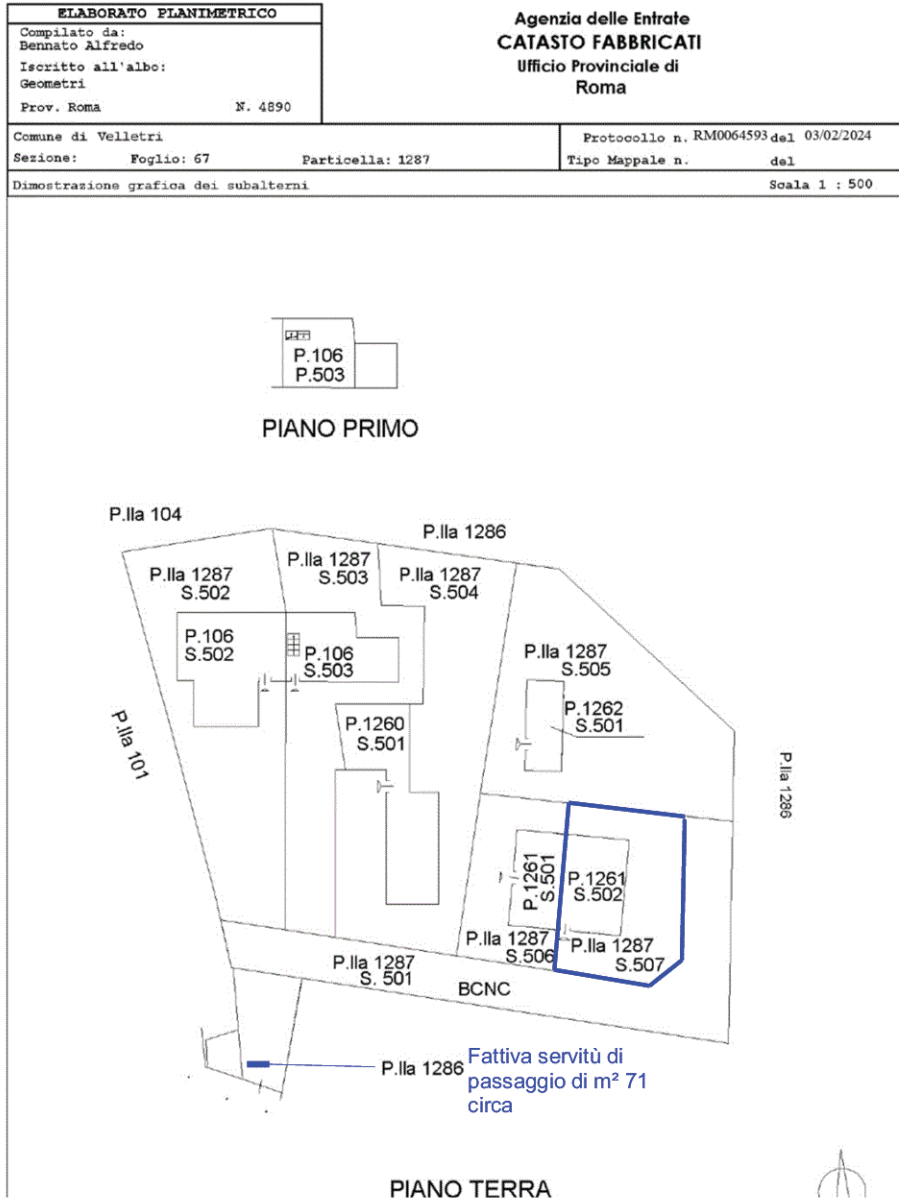 ELABORATO PLANIMETRICO
Compilato da:
Bennato Alfredo
Iscritto all'albo:
Geometri
Prov. Roma N. 4890
Agenzia delle Entrate
CATASTO FABBRICATI
Ufficio Provinciale di
Roma
Comune di Velletri
Sezione: Foglio: 67 Particella: 1287
Protocollo n. RM0064593 del 03/02/2024
Tipo Mappale n. del
Dimostrazione grafica dei subalterni Scala 1 : 500
P.106
P.503
PIANO PRIMO
P.lla 104
P.lla 1286
P.lla 1287
S.502
P.lla 1287
S.503
P.lla 1287
S.504
P.106
S.502
P.106
S.503
P.lla 1287
S.505
P.1262
S.501
P.1260
S.501
P.lla 101
P.lla 1286
P.1261
S.501
P.1261
S.502
P.lla 1287
S.506
P.lla 1287
S.507
P.lla 1287
S. 501
BCNC
P.lla 1286
Fattiva servitù di
passaggio di m² 71
circa
PIANO TERRA